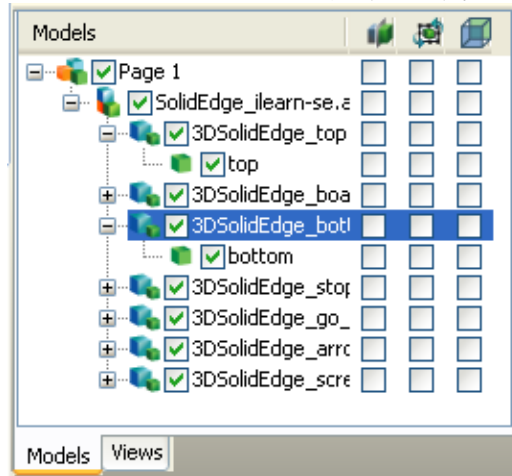 Models
Page 1
SolidEdge_ilearn-se.a
3DSolidEdge_top
top
3DSolidEdge_boa
3DSolidEdge_bot
bottom
3DSolidEdge_stop
3DSolidEdge_go_
3DSolidEdge_arro
3DSolidEdge_scre
Models Views